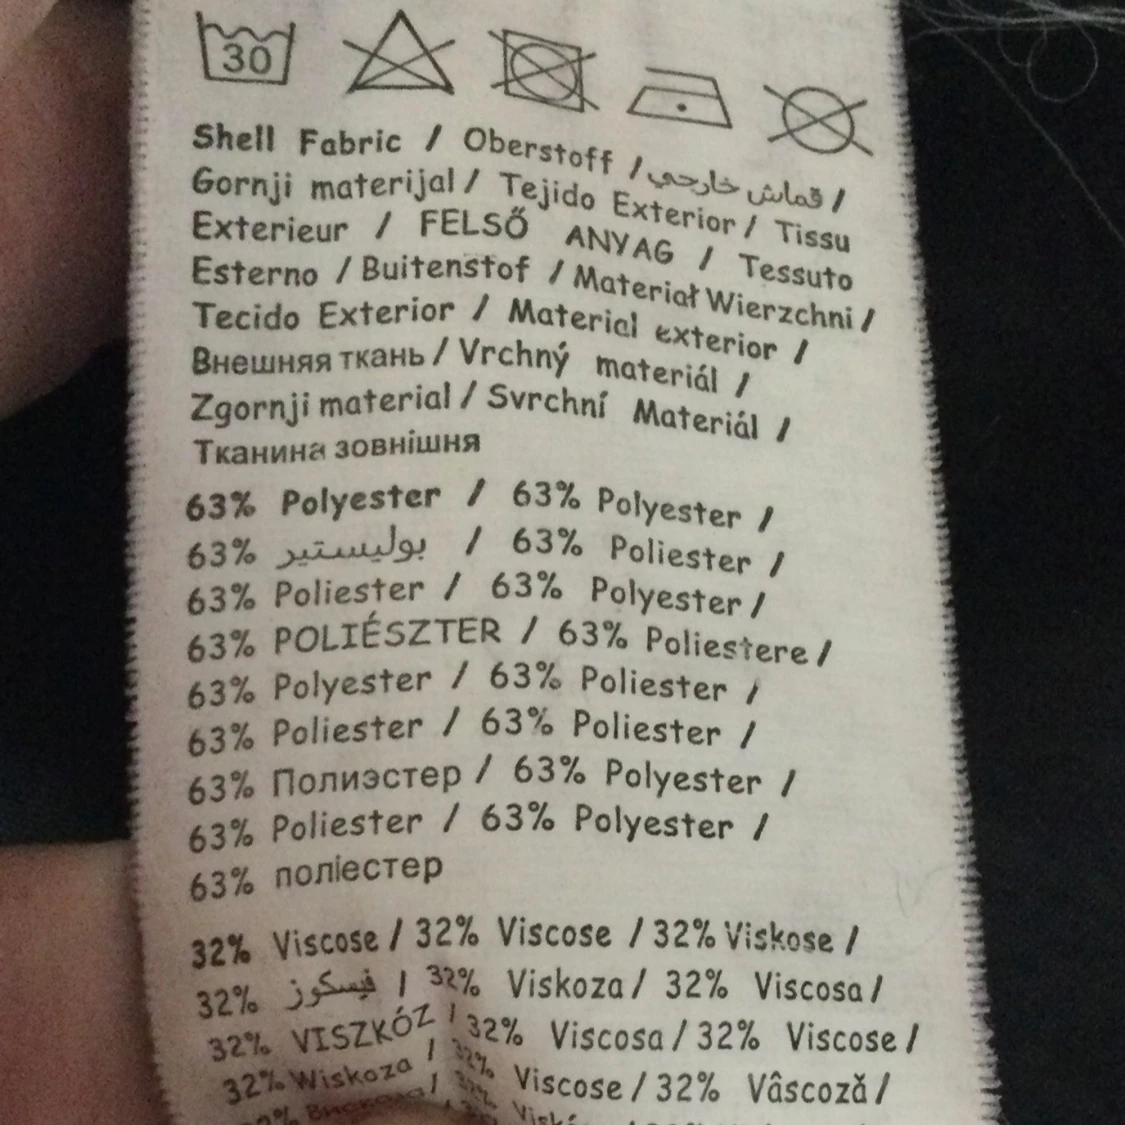 30
Shell Fabric / Oberstoff / قماش خارجي /
Gornji materijal / Tejido Exterior / Tissu
Exterieur / FELSŐ ANYAG / Tessuto
Esterno / Buitenstof / Materiał Wierzchni /
Tecido Exterior / Material exterior /
Внешняя ткань / Vrchný materiál /
Zgornji material / Svrchní Materiál /
Тканина зовнішня
63% Polyester / 63% Polyester /
63% بوليستير / 63% Poliester /
63% Poliester / 63% Polyester /
63% POLIÉSZTER / 63% Poliestere /
63% Polyester / 63% Poliester /
63% Poliester / 63% Poliester /
63% Полиэстер / 63% Polyester /
63% Poliester / 63% Polyester /
63% поліестер
32% Viscose / 32% Viscose / 32% Viskose /
32% فيسكوز / 32% Viskoza / 32% Viscosa /
32% VISZKÓZ / 32% Viscosa / 32% Viscose /
32% Wiskoza / 32% Viscose / 32% Vâscoză /